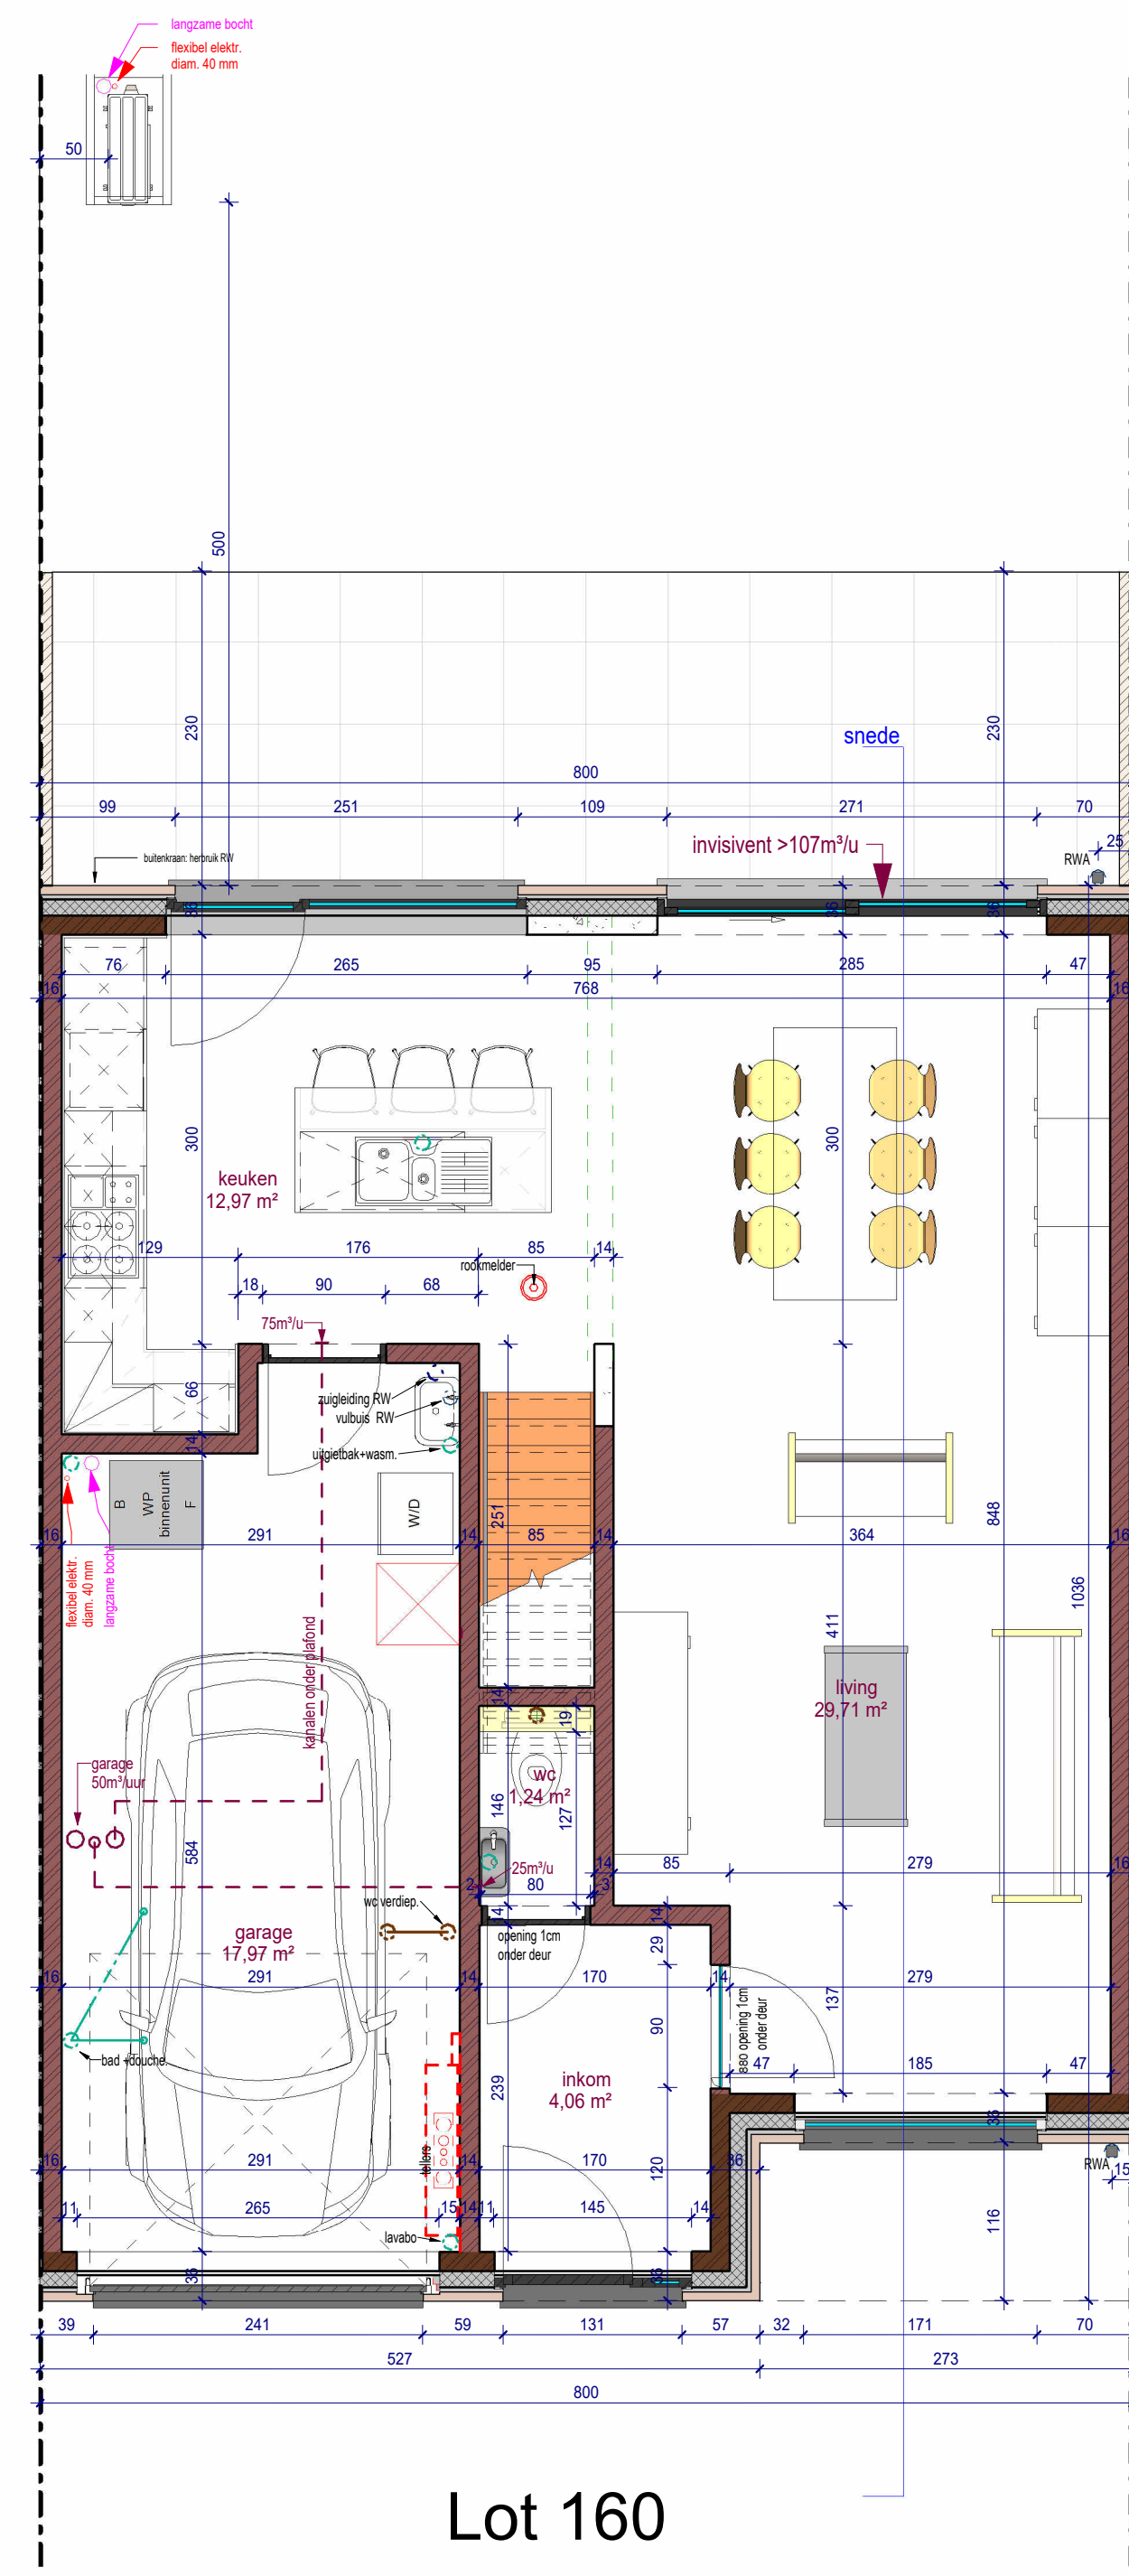 langzame bocht
flexibel elektr.
diam. 40 mm
50
500
230
230
snede
800
99
251
109
271
70
invisivent >107m³/u
25
buitenkraan: herbruik RW
RWA
36
36
36
76
265
95
285
47
16
768
16
300
300
keuken
12,97 m²
129
176
85
14
rookmelder
18
90
68
75m³/u
66
zuigleiding RW
vulbuis RW
14
uitgietbak+wasm.
B
WP
binnenunit
F
W/D
251
848
16
291
14
85
14
364
16
flexibel elektr.
diam. 40 mm
langzame bocht
1036
411
kanalen onder plafond
living
29,71 m²
14
19
garage
50m³/uur
wc
1,24 m²
146
127
584
25m³/u
14
85
279
16
2
80
3
wc verdiep.
14
14
garage
17,97 m²
opening 1cm
onder deur
29
16
291
14
170
14
279
137
90
880 opening 1cm
onder deur
bad +douche
47
185
47
239
inkom
4,06 m²
36
tellers
16
291
14
170
36
120
RWA
15
11
265
15
14
11
145
14
116
lavabo
36
36
39
241
59
131
57
32
171
70
527
273
800
Lot 160